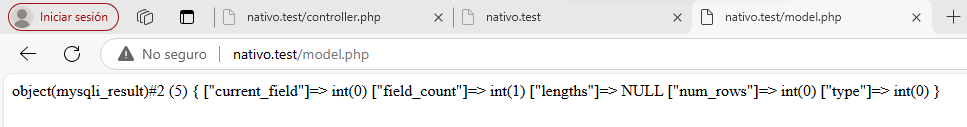 Iniciar sesión
nativo.test/controller.php
nativo.test
nativo.test/model.php
No seguro
nativo.test/model.php
object(mysqli_result)#2 (5) { ["current_field"]=> int(0) ["field_count"]=> int(1) ["lengths"]=> NULL ["num_rows"]=> int(0) ["type"]=> int(0) }